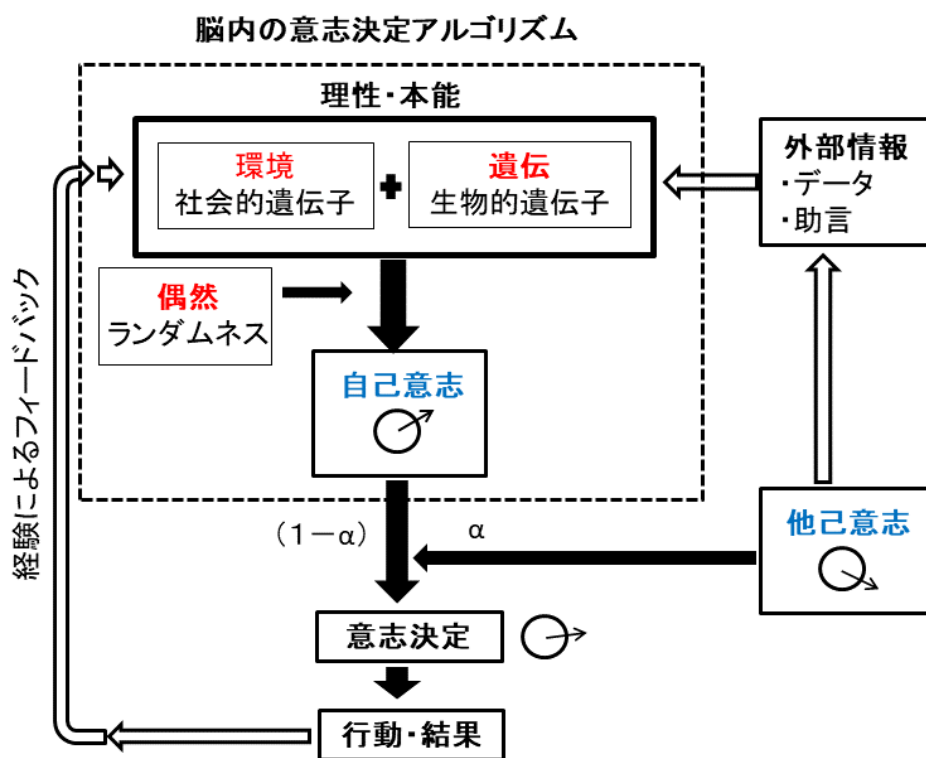 脳内の意志決定アルゴリズム
理性・本能
環境
社会的遺伝子
+
遺伝
生物的遺伝子
外部情報
・データ
・助言
偶然
ランダムネス
自己意志
経験によるフィードバック
(1-α)
α
他己意志
意志決定
行動・結果